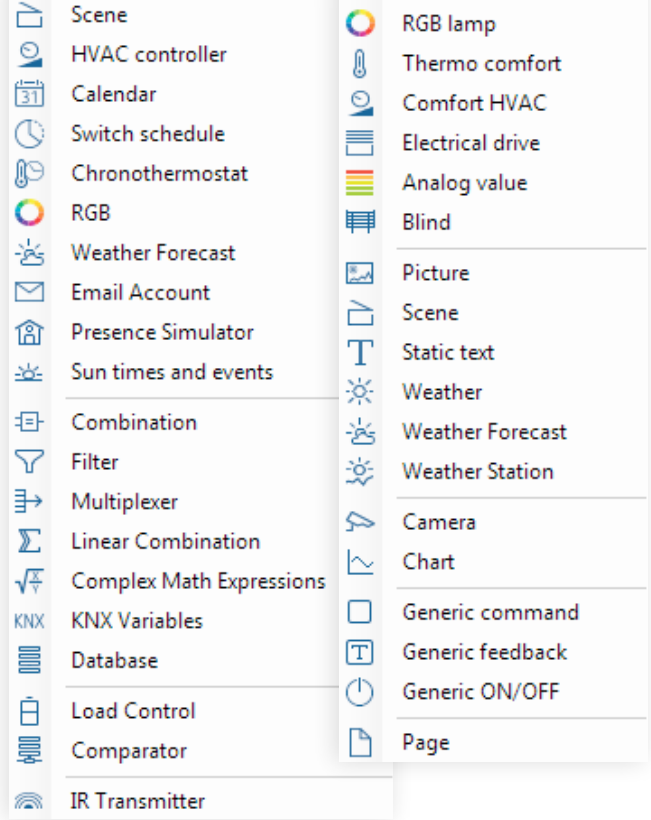 Scene
HVAC controller
31
Calendar
Switch schedule
Chronothermostat
RGB
Weather Forecast
Email Account
Presence Simulator
Sun times and events
Combination
Filter
Multiplexer
Linear Combination
Complex Math Expressions
KNX KNX Variables
Database
Load Control
Comparator
IR Transmitter
RGB lamp
Thermo comfort
Comfort HVAC
Electrical drive
Analog value
Blind
Picture
Scene
T Static text
Weather
Weather Forecast
Weather Station
Camera
Chart
Generic command
T Generic feedback
Generic ON/OFF
Page